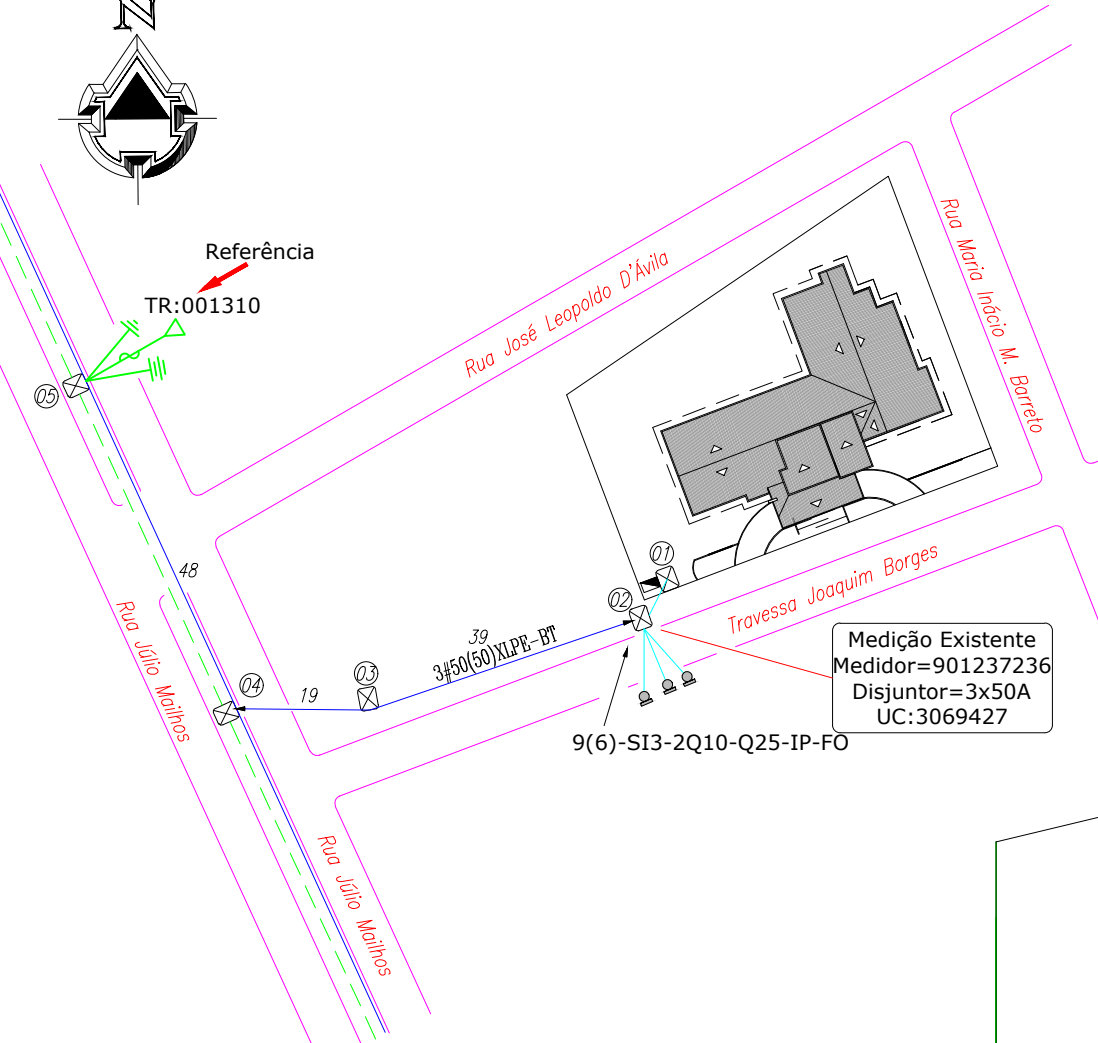 N
Referência
TR:001310
Rua José Leopoldo D'Ávila
Rua Maria Inácio M. Barreto
05
48
01
02
Travessa Joaquim Borges
39
3#50(50)XLPE-BT
03
04
19
Rua Júlio Mailhos
Medição Existente
Medidor=901237236
Disjuntor=3x50A
UC:3069427
9(6)-SI3-2Q10-Q25-IP-FO
Rua Júlio Mailhos